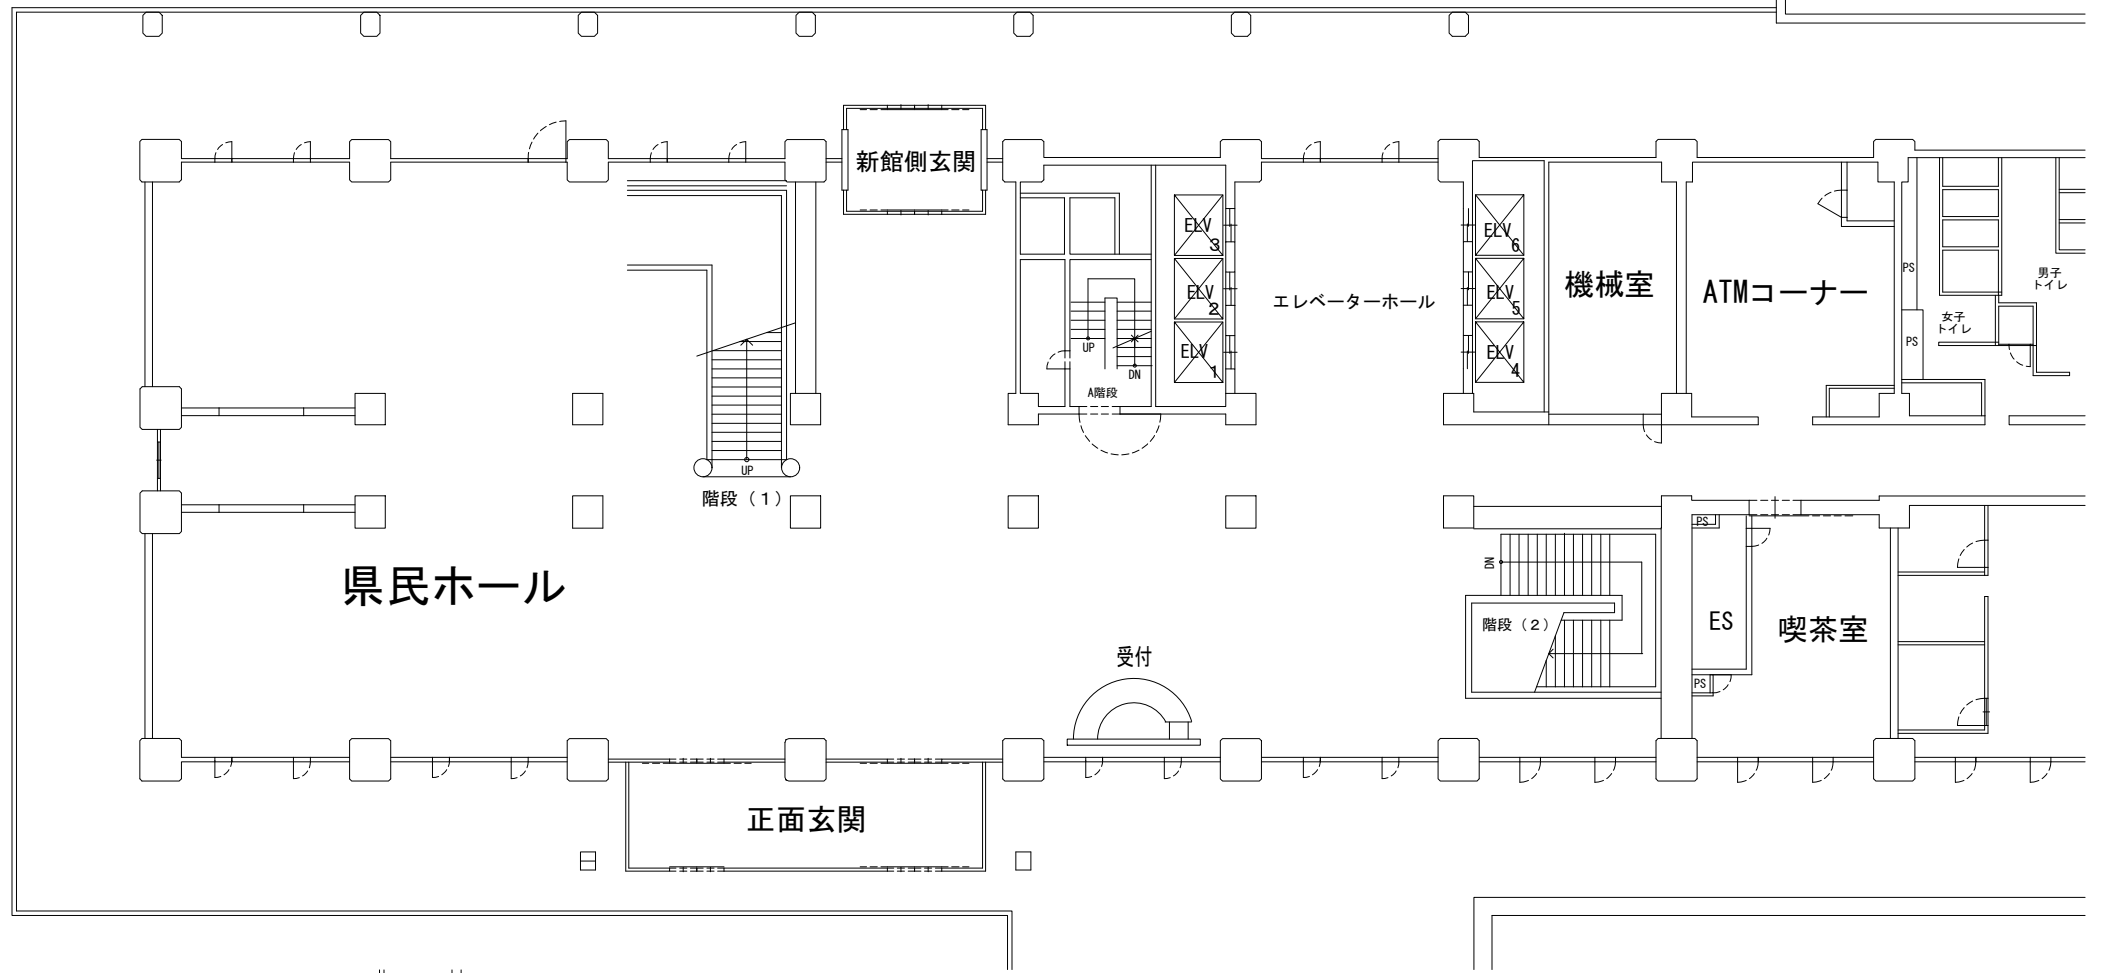 新館側玄関
ELV
3
ELV
2
ELV
1
エレベーターホール
ELV
6
ELV
5
ELV
4
機械室
ATMコーナー
PS
PS
男子
トイレ
女子
トイレ
UP
DN
A階段
UP
階段（１）
県民ホール
受付
DN
階段（２）
PS
ES
PS
喫茶室
正面玄関